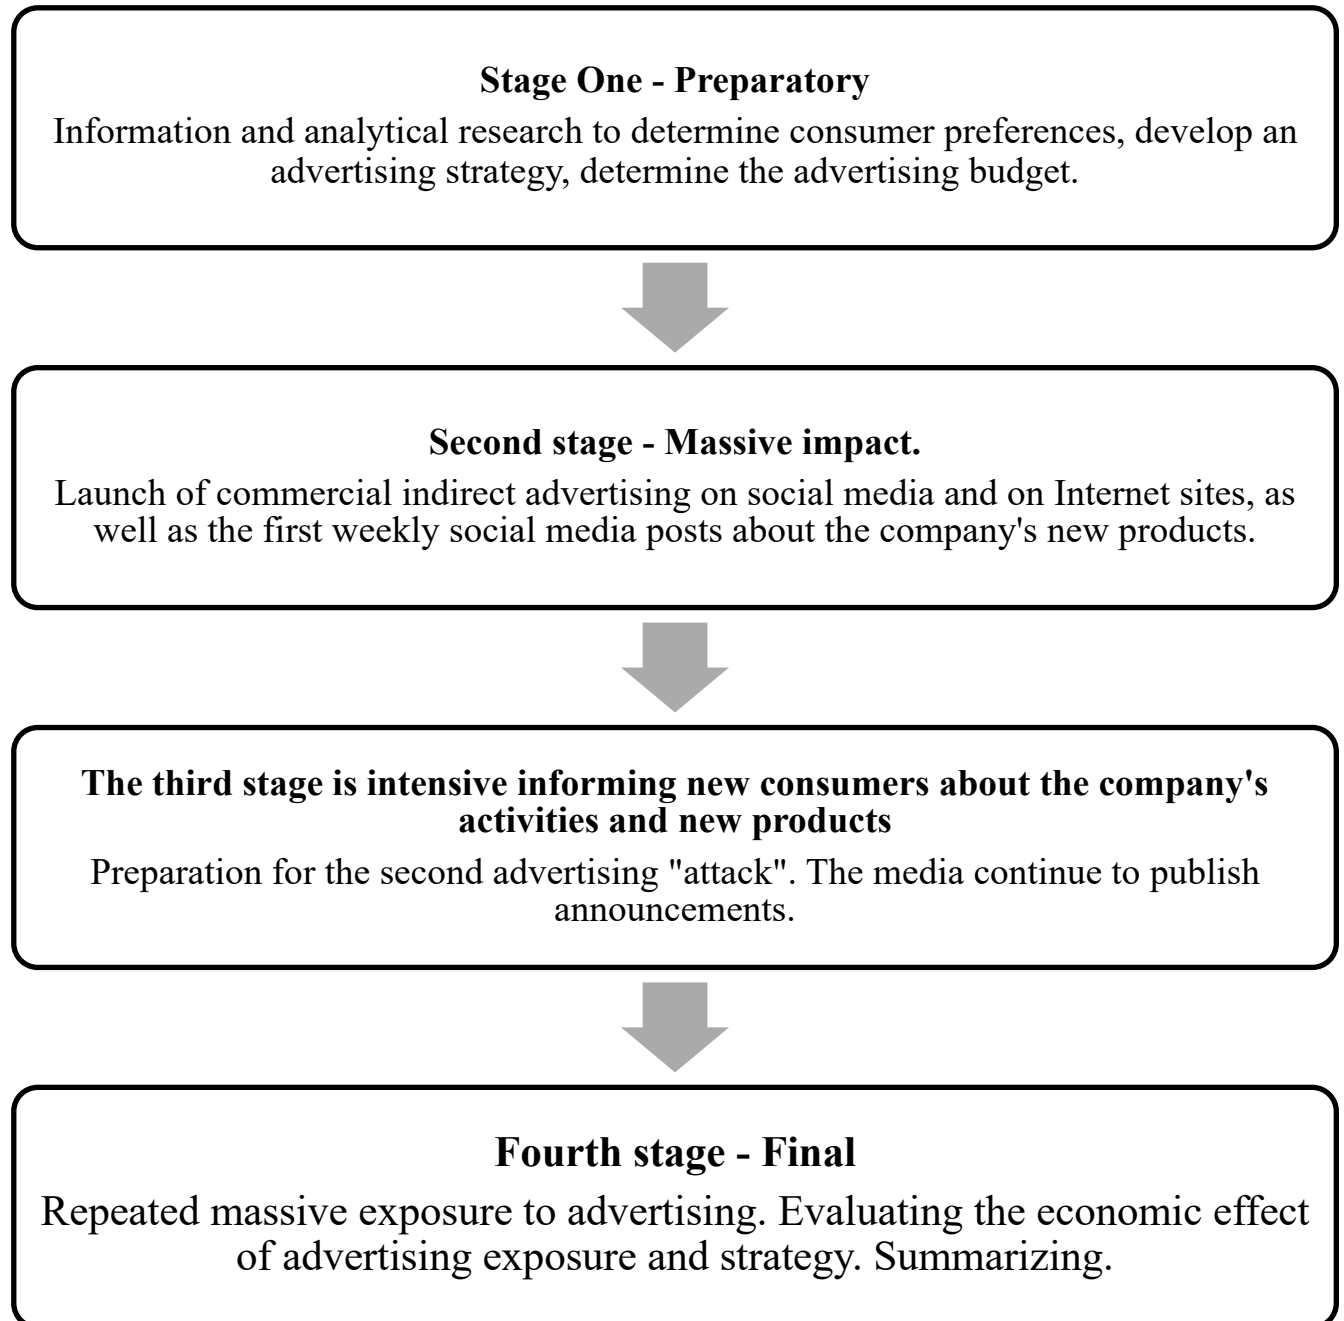 Stage One - Preparatory
Information and analytical research to determine consumer preferences, develop an
advertising strategy, determine the advertising budget.
Second stage - Massive impact.
Launch of commercial indirect advertising on social media and on Internet sites, as
well as the first weekly social media posts about the company's new products.
The third stage is intensive informing new consumers about the company's
activities and new products
Preparation for the second advertising "attack". The media continue to publish
announcements.
Fourth stage - Final
Repeated massive exposure to advertising. Evaluating the economic effect
of advertising exposure and strategy. Summarizing.